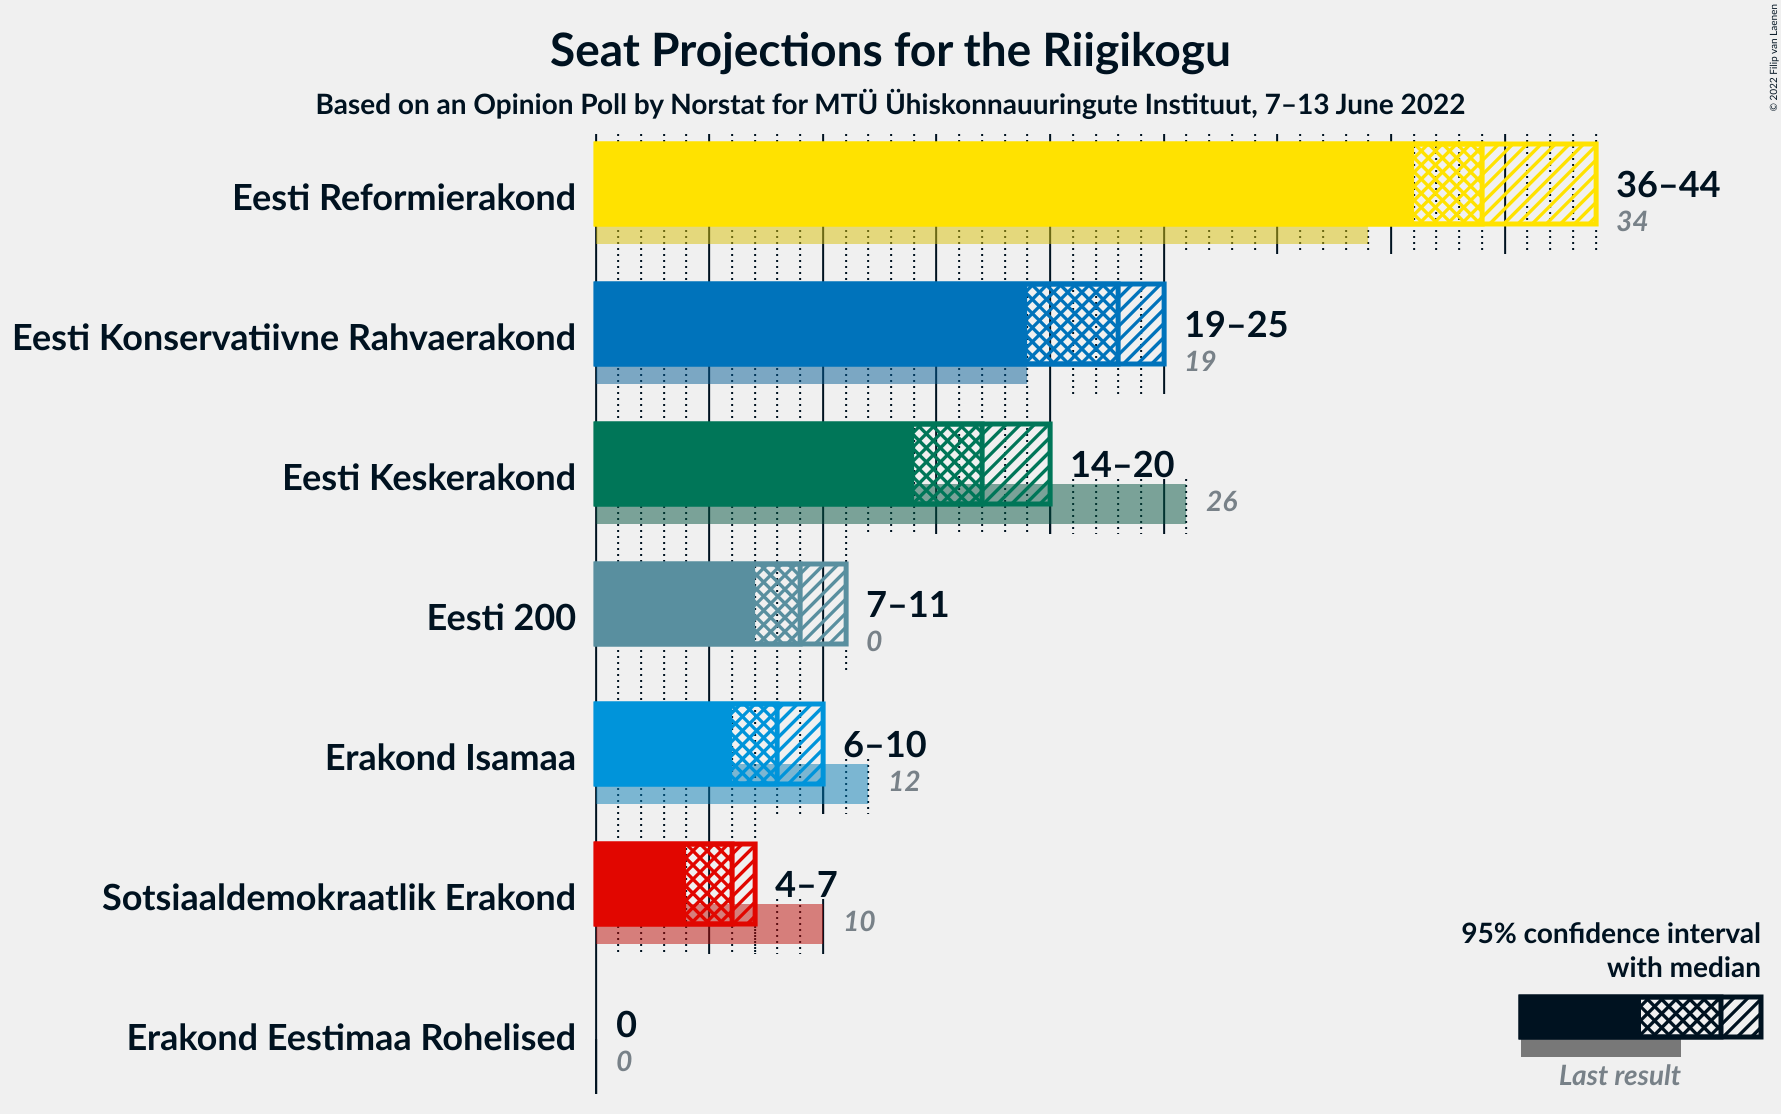 Seat Projections for the Riigikogu
Based on an Opinion Poll by Norstat for MTÜ Ühiskonnauuringute Instituut, 7–13 June 2022
© 2022 Filip van Laenen
Eesti Reformierakond
36–44
34
Eesti Konservatiivne Rahvaerakond
19–25
19
Eesti Keskerakond
14–20
26
Eesti 200
7–11
0
Erakond Isamaa
6–10
12
Sotsiaaldemokraatlik Erakond
4–7
10
Erakond Eestimaa Rohelised
0
0
95% confidence interval
with median
Last result